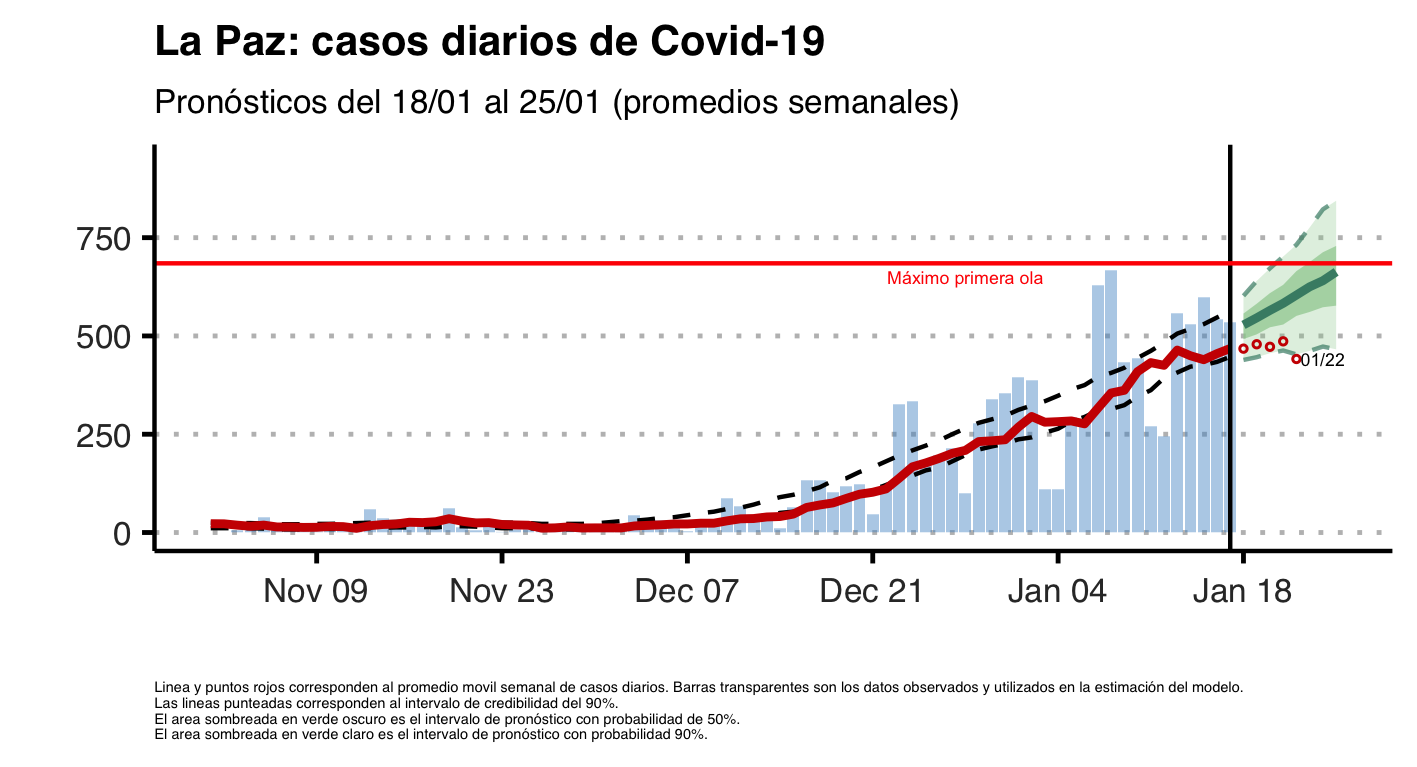 La Paz: casos diarios de Covid-19
Pronósticos del 18/01 al 25/01 (promedios semanales)
750
Máximo primera ola
500
01/22
250
0
Nov 09 Nov 23 Dec 07 Dec 21 Jan 04 Jan 18
Linea y puntos rojos corresponden al promedio movil semanal de casos diarios. Barras transparentes son los datos observados y utilizados en la estimación del modelo.
Las lineas punteadas corresponden al intervalo de credibilidad del 90%.
El area sombreada en verde oscuro es el intervalo de pronóstico con probabilidad de 50%.
El area sombreada en verde claro es el intervalo de pronóstico con probabilidad 90%.